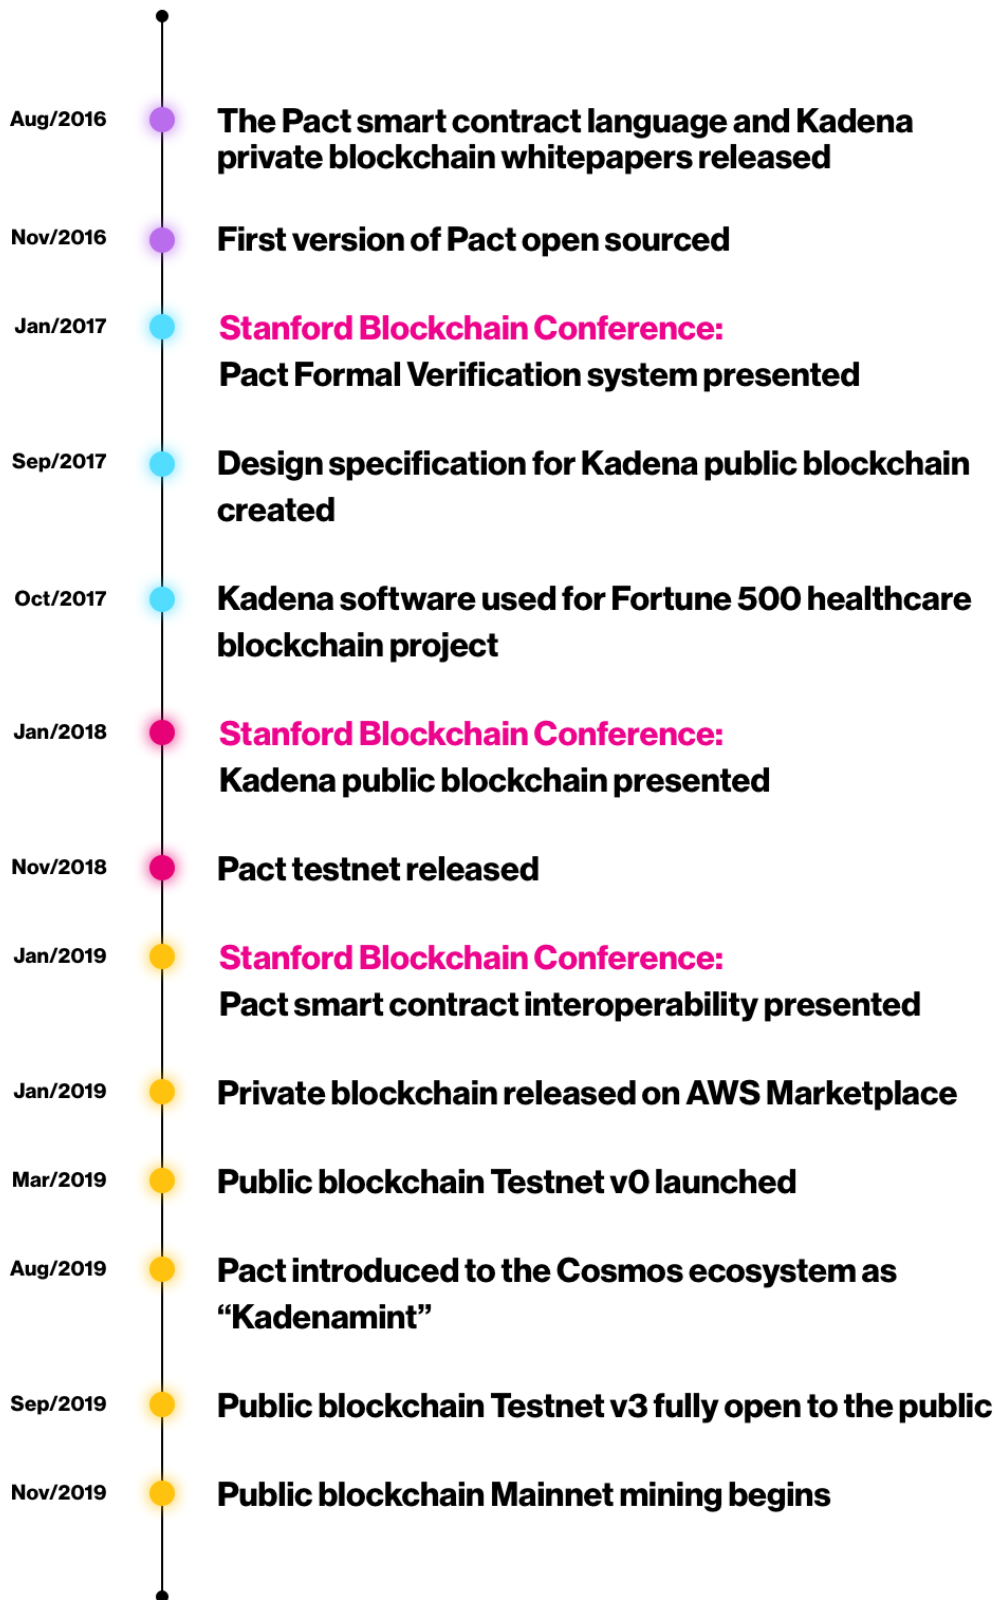 Aug/2016
The Pact smart contract language and Kadena
private blockchain whitepapers released
Nov/2016
First version of Pact open sourced
Jan/2017
Stanford Blockchain Conference:
Pact Formal Verification system presented
Sep/2017
Design specification for Kadena public blockchain
created
Oct/2017
Kadena software used for Fortune 500 healthcare
blockchain project
Jan/2018
Stanford Blockchain Conference:
Kadena public blockchain presented
Nov/2018
Pact testnet released
Jan/2019
Stanford Blockchain Conference:
Pact smart contract interoperability presented
Jan/2019
Private blockchain released on AWS Marketplace
Mar/2019
Public blockchain Testnet v0 launched
Aug/2019
Pact introduced to the Cosmos ecosystem as
“Kadenamint”
Sep/2019
Public blockchain Testnet v3 fully open to the public
Nov/2019
Public blockchain Mainnet mining begins